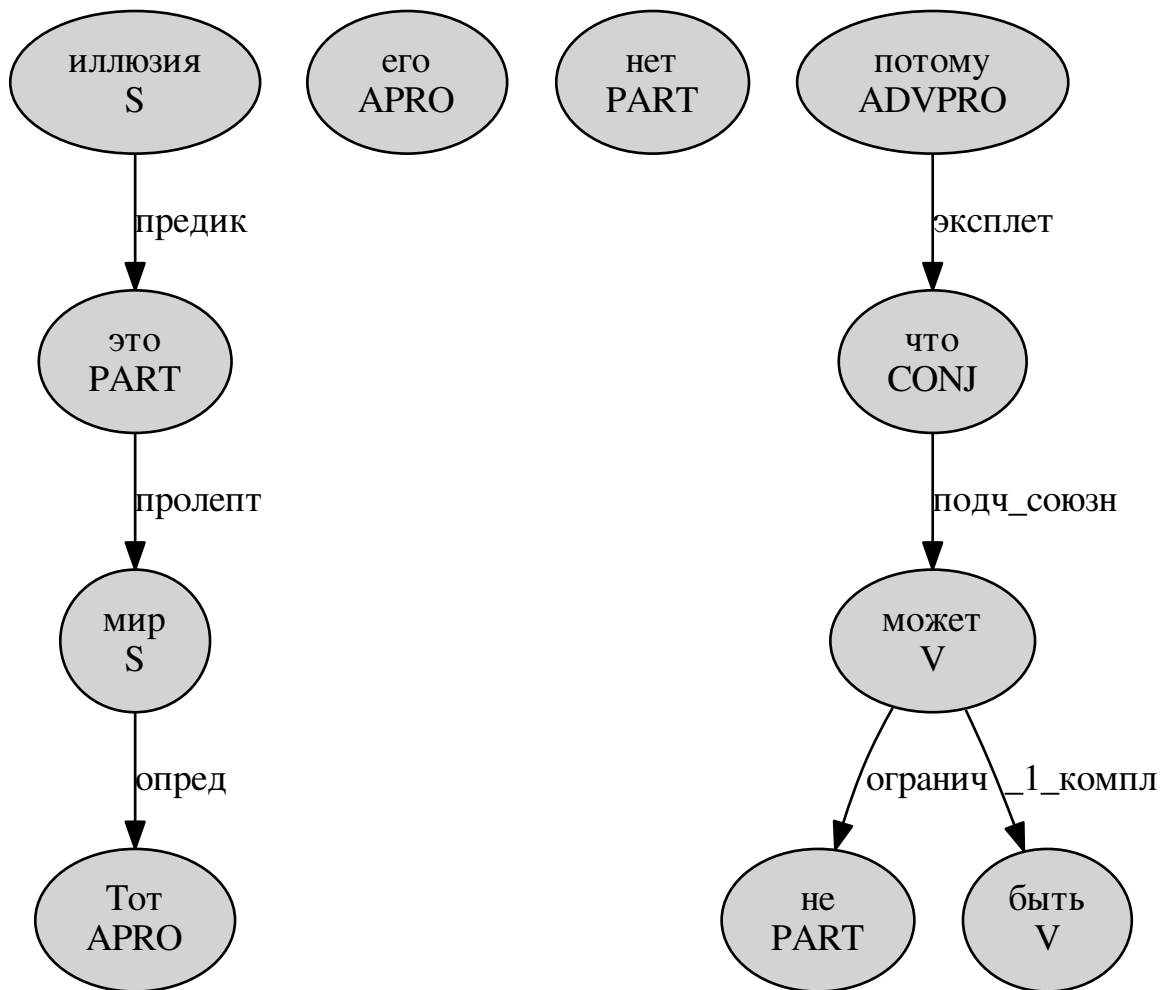 иллюзия
S
его
APRO
нет
PART
потому
ADVPRO
предик
эксплет
это
PART
что
CONJ
пролепт
подч_союзн
мир
S
может
V
опред
огранич
_1_компл
Тот
APRO
не
PART
быть
V